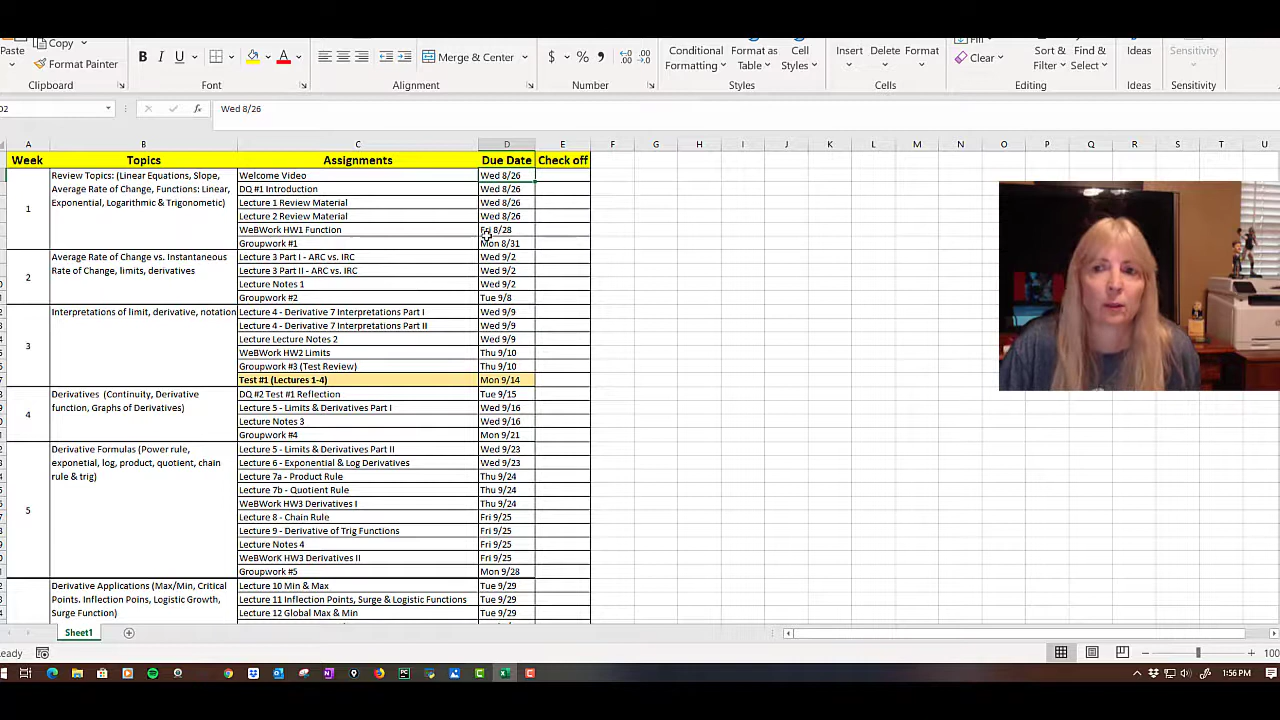 Paste
Copy
Format Painter
Clipboard
B I U
A
Font
Merge & Center
Alignment
$ % ,
Number
Conditional Formatting
Format as Table
Cell Styles
Styles
Insert
Delete
Format
Cells
Fill
Clear
Sort & Filter
Find & Select
Editing
Ideas
Ideas
Sensitivity
Sensitivity
Wed 8/26
A B C D E F G H I J K L M N O P Q R S T U
Week Topics Assignments Due Date Check off
1
Review Topics: (Linear Equations, Slope,
Average Rate of Change, Functions: Linear,
Exponential, Logarithmic & Trigonometric)
Welcome Video Wed 8/26
DQ #1 Introduction Wed 8/26
Lecture 1 Review Material Wed 8/26
Lecture 2 Review Material Wed 8/26
WeBWork HW1 Function Fri 8/28
Groupwork #1 Mon 8/31
2
Average Rate of Change vs. Instantaneous
Rate of Change, limits, derivatives
Lecture 3 Part I - ARC vs. IRC Wed 9/2
Lecture 3 Part II - ARC vs. IRC Wed 9/2
Lecture Notes 1 Wed 9/2
Groupwork #2 Tue 9/8
3
Interpretations of limit, derivative, notation
Lecture 4 - Derivative 7 Interpretations Part I Wed 9/9
Lecture 4 - Derivative 7 Interpretations Part II Wed 9/9
Lecture Lecture Notes 2 Wed 9/9
WeBWork HW2 Limits Thu 9/10
Groupwork #3 (Test Review) Thu 9/10
Test #1 (Lectures 1-4) Mon 9/14
4
Derivatives (Continuity, Derivative
function, Graphs of Derivatives)
DQ #2 Test #1 Reflection Tue 9/15
Lecture 5 - Limits & Derivatives Part I Wed 9/16
Lecture Notes 3 Wed 9/16
Groupwork #4 Mon 9/21
5
Derivative Formulas (Power rule,
exponetial, log, product, quotient, chain
rule & trig)
Lecture 5 - Limits & Derivatives Part II Wed 9/23
Lecture 6 - Exponential & Log Derivatives Wed 9/23
Lecture 7a - Product Rule Thu 9/24
Lecture 7b - Quotient Rule Thu 9/24
WeBWork HW3 Derivatives I Thu 9/24
Lecture 8 - Chain Rule Fri 9/25
Lecture 9 - Derivative of Trig Functions Fri 9/25
Lecture Notes 4 Fri 9/25
WeBWorK HW3 Derivatives II Fri 9/25
Groupwork #5 Mon 9/28
Derivative Applications (Max/Min, Critical
Points. Inflection Poins, Logistic Growth,
Surge Function)
Lecture 10 Min & Max Tue 9/29
Lecture 11 Inflection Points, Surge & Logistic Functions Tue 9/29
Lecture 12 Global Max & Min Tue 9/29
Sheet1
100
1:56 PM